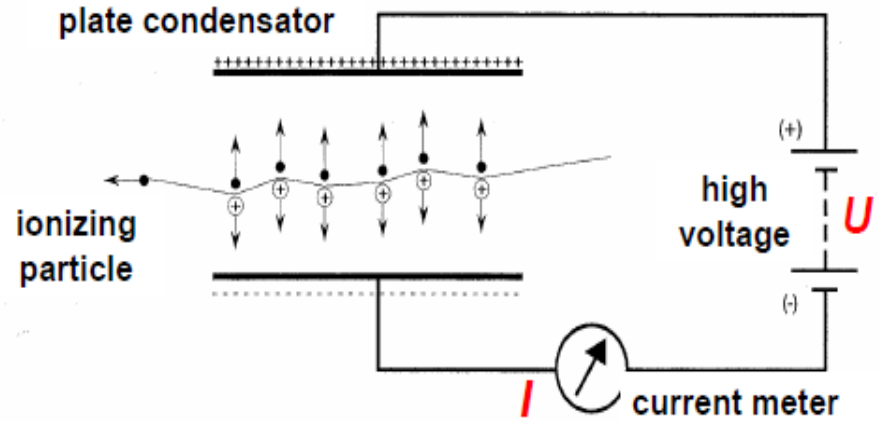 plate condensator
+++++++++++++++++++++++++
(+)
high
voltage
U
ionizing
particle
+ + + + + +
(-)
I
current meter